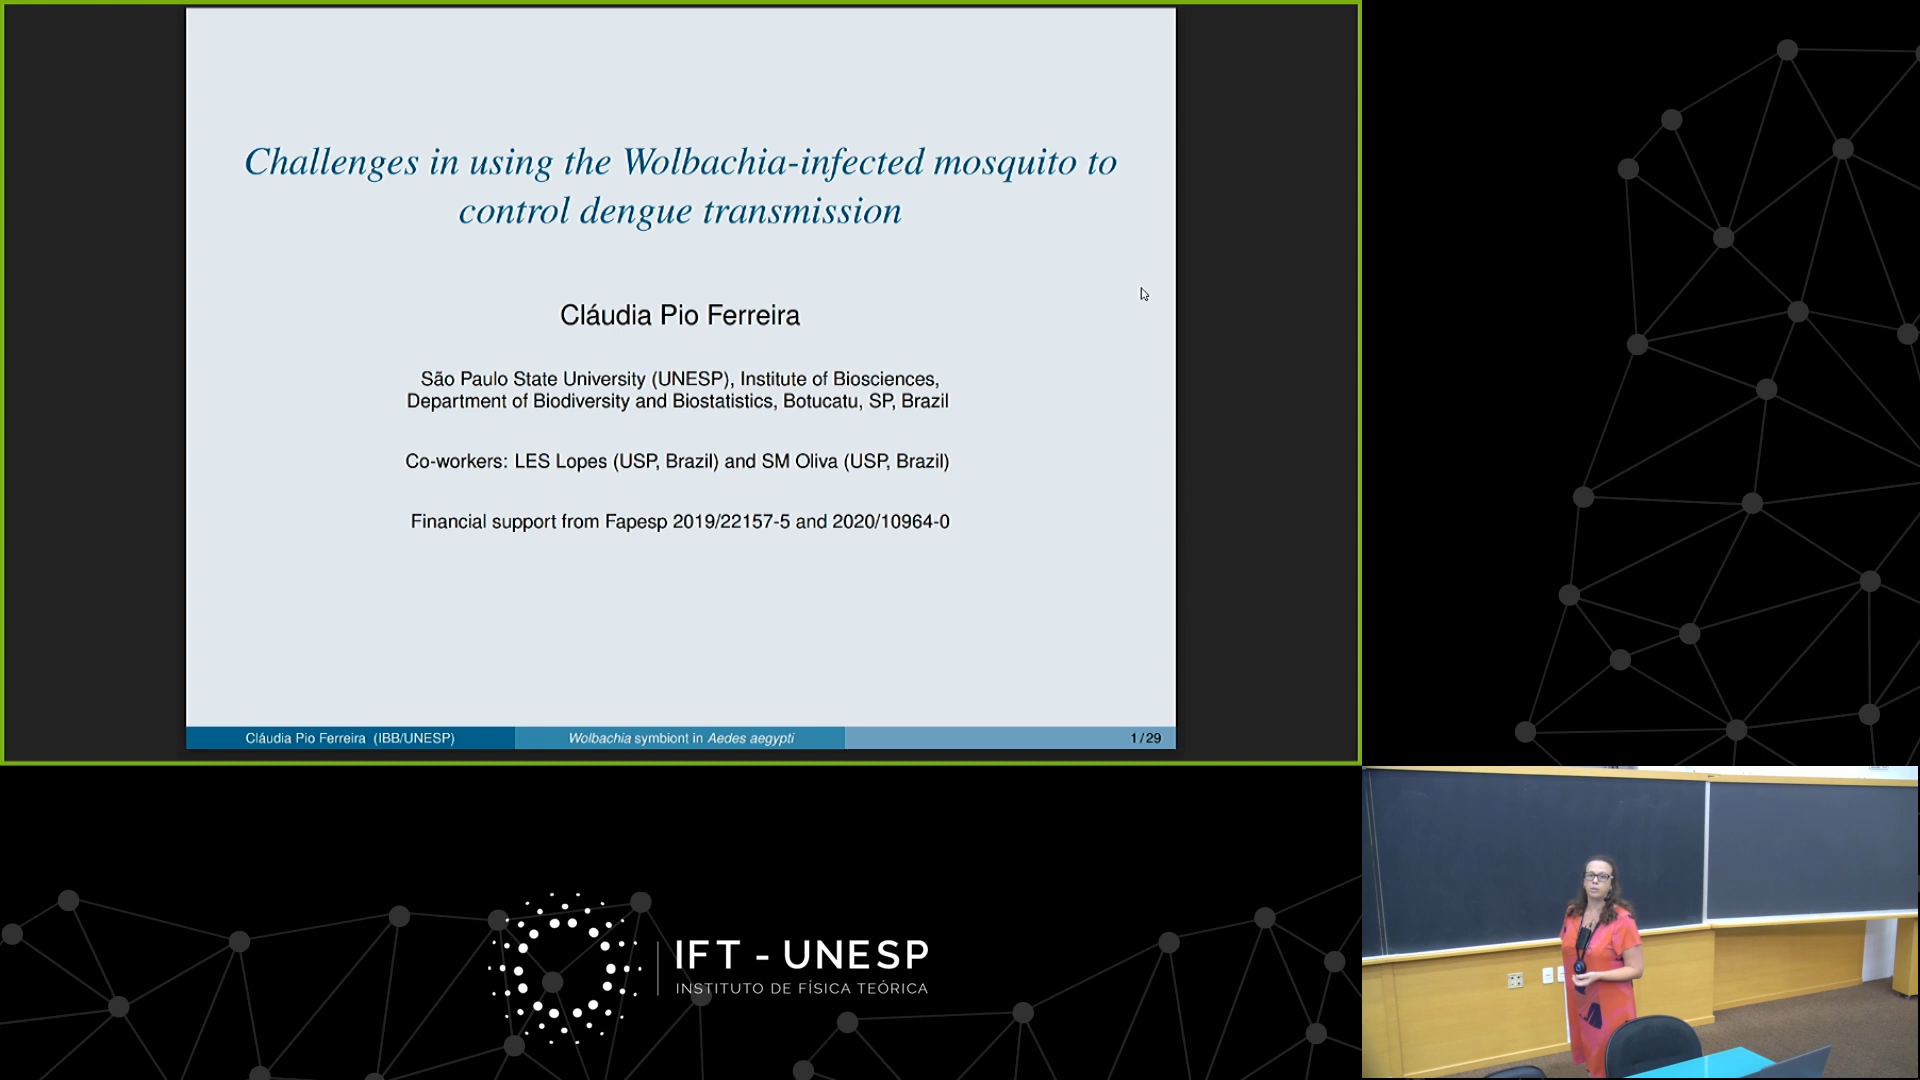 Challenges in using the Wolbachia-infected mosquito to
control dengue transmission
Cláudia Pio Ferreira
São Paulo State University (UNESP), Institute of Biosciences,
Department of Biodiversity and Biostatistics, Botucatu, SP, Brazil
Co-workers: LES Lopes (USP, Brazil) and SM Oliva (USP, Brazil)
Financial support from Fapesp 2019/22157-5 and 2020/10964-0
Cláudia Pio Ferreira (IBB/UNESP)
Wolbachia symbiont in Aedes aegypti
1 / 29
IFT - UNESP
INSTITUTO DE FÍSICA TEÓRICA